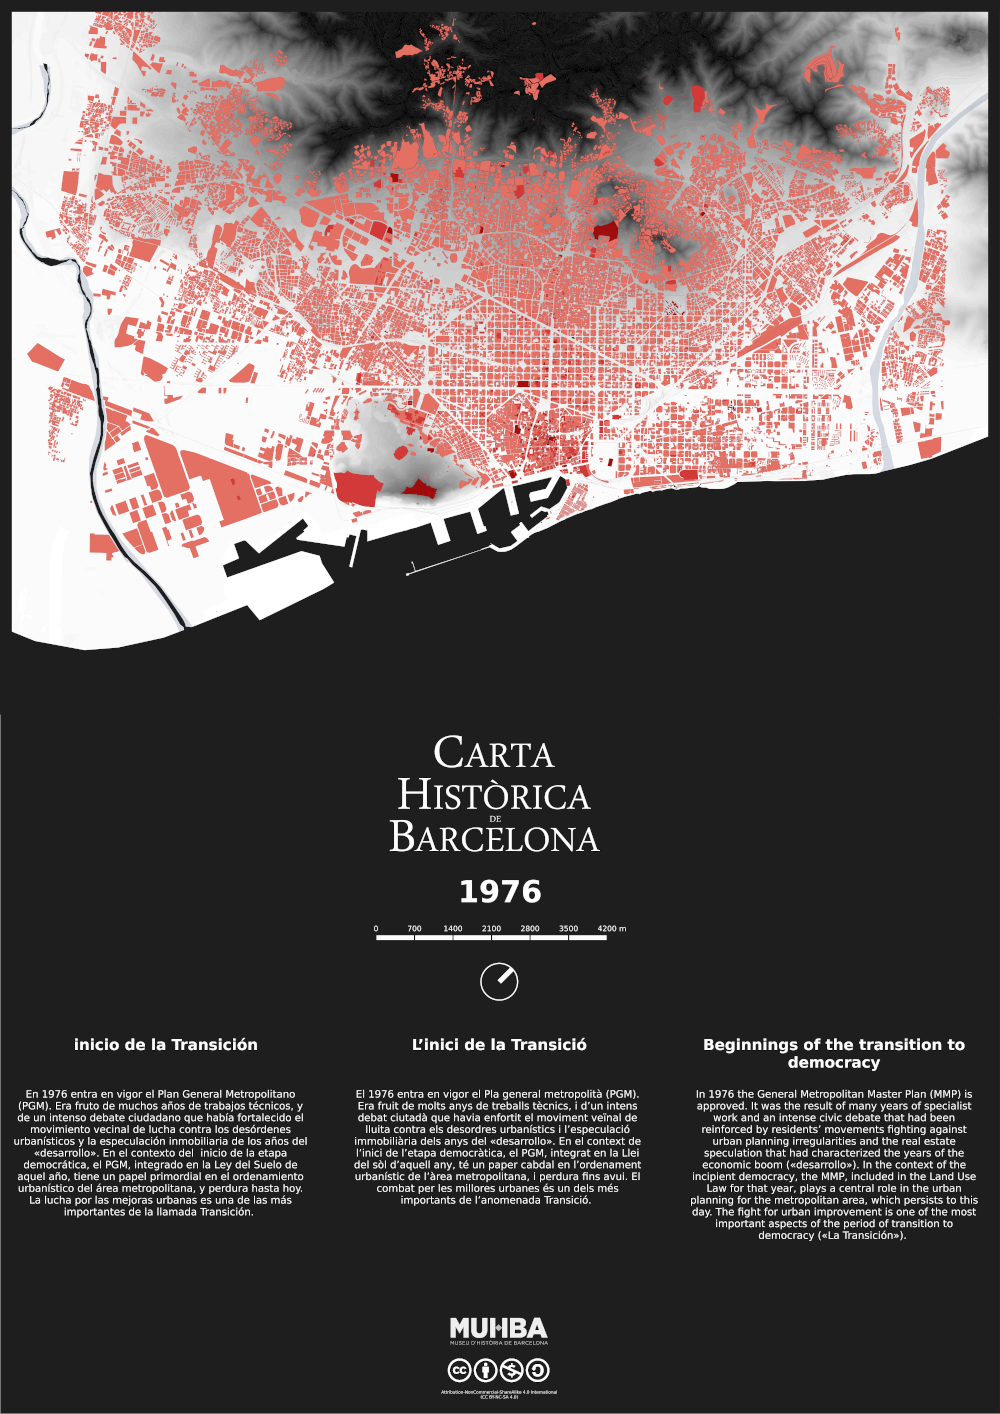 CARTA
HISTÒRICA
DE
BARCELONA
1976
0 700 1400 2100 2800 3500 4200 m
inicio de la Transición
En 1976 entra en vigor el Plan General Metropolitano
(PGM). Era fruto de muchos años de trabajos técnicos, y
de un intenso debate ciudadano que había fortalecido el
movimiento vecinal de lucha contra los desórdenes
urbanísticos y la especulación inmobiliaria de los años del
«desarrollo». En el contexto del inicio de la etapa
democrática, el PGM, integrado en la Ley del Suelo de
aquel año, tiene un papel primordial en el ordenamiento
urbanístico del área metropolitana, y perdura hasta hoy.
La lucha por las mejoras urbanas es una de las más
importantes de la llamada Transición.
L'inici de la Transició
El 1976 entra en vigor el Pla general metropolità (PGM).
Era fruit de molts anys de treballs tècnics, i d'un intens
debat ciutadà que havia enfortit el moviment veïnal de
lluita contra els desordres urbanístics i l'especulació
immobiliària dels anys del «desarrollo». En el context de
l'inici de l'etapa democràtica, el PGM, integrat en la Llei
del sòl d'aquell any, té un paper cabdal en l'ordenament
urbanístic de l'àrea metropolitana, i perdura fins avui. El
combat per les millores urbanes és un dels més
importants de l'anomenada Transició.
Beginnings of the transition to
democracy
In 1976 the General Metropolitan Master Plan (MMP) is
approved. It was the result of many years of specialist
work and an intense civic debate that had been
reinforced by residents' movements fighting against
urban planning irregularities and the real estate
speculation that had characterized the years of the
economic boom («desarrollo»). In the context of the
incipient democracy, the MMP, included in the Land Use
Law for that year, plays a central role in the urban
planning for the metropolitan area, which persists to this
day. The fight for urban improvement is one of the most
important aspects of the period of transition to
democracy («La Transición»).
MUHBA
MUSEU D'HISTÒRIA DE BARCELONA
cc
Attribution-NonCommercial-ShareAlike 4.0 International
(CC BY-NC-SA 4.0)